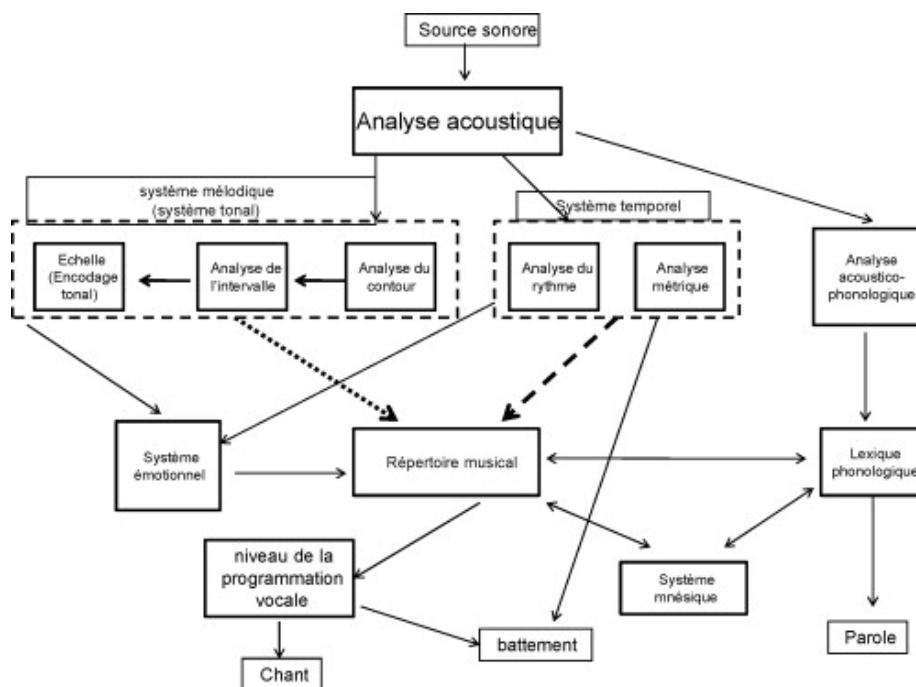 Source sonore
Analyse acoustique
système mélodique
(système tonal)
Système temporel
Echelle
(Encodage
tonal)
Analyse de
l'intervalle
Analyse du
contour
Analyse du
rythme
Analyse
métrique
Analyse
acoustico-
phonologique
Système
émotionnel
Répertoire musical
Lexique
phonologique
niveau de la
programmation
vocale
Système
mnésique
battement
Parole
Chant